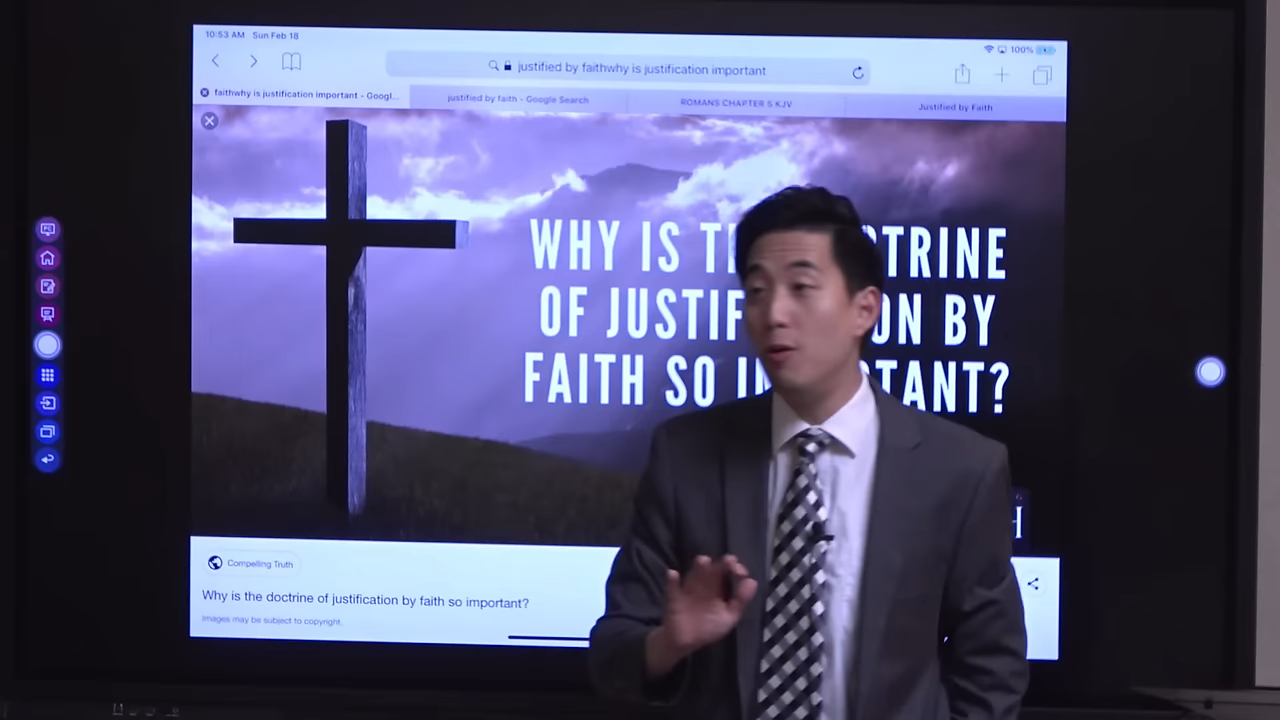 10:53 AM Sun Feb 18
100%
justified by faithwhy is justification important
faithwhy is justification important - Googl...
justified by faith - Google Search
ROMANS CHAPTER 5 KJV
Justified by Faith
WHY IS T TRINE
OF JUSTIF ON BY
FAITH SO I TANT?
H
Compelling Truth
Why is the doctrine of justification by faith so important?
Images may be subject to copyright.